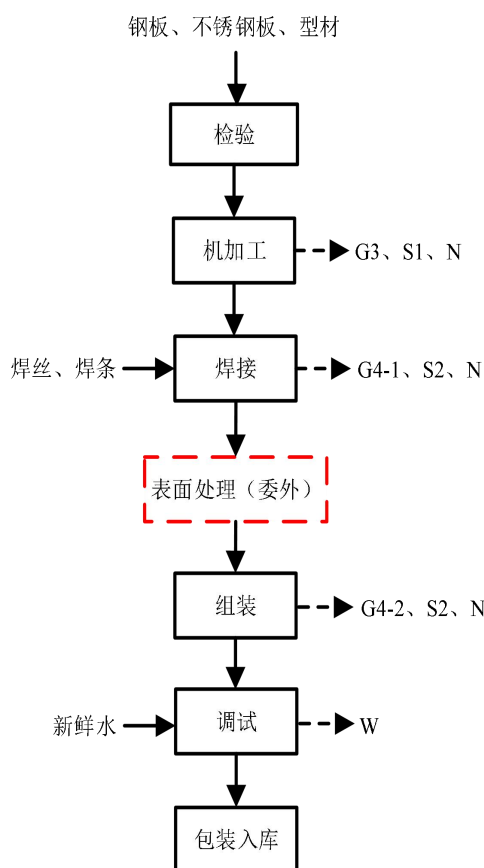 钢板、不锈钢板、型材
检验
机加工
G3、S1、N
焊丝、焊条
焊接
G4-1、S2、N
表面处理（委外）
组装
G4-2、S2、N
新鲜水
调试
W
包装入库